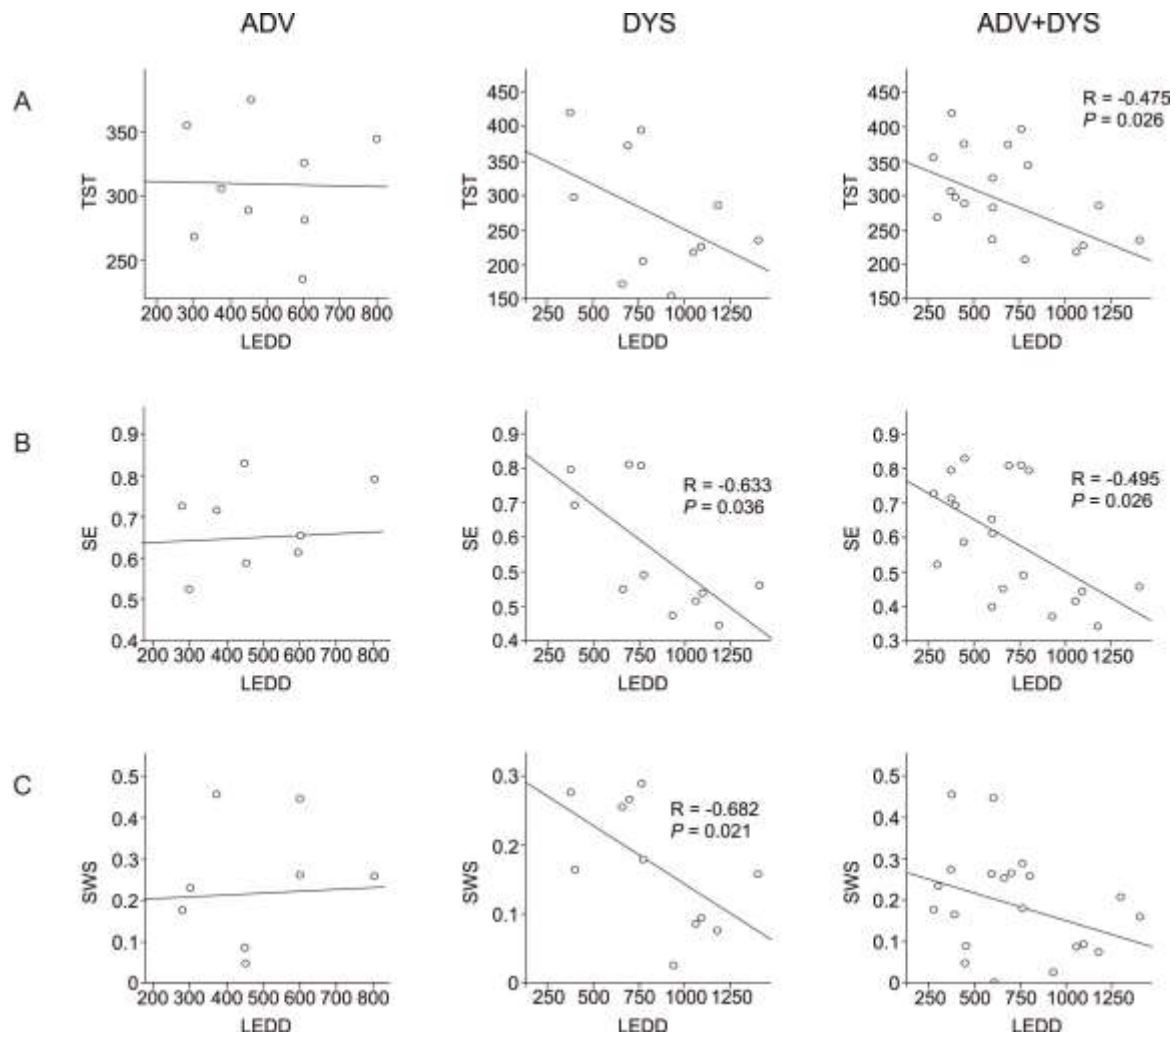 ADV DYS ADV+DYS
A
TST
350
300
250
200 300 400 500 600 700 800
LEDD
TST
450
400
350
300
250
200
150
250 500 750 1000 1250
LEDD
TST
450
400
350
300
250
200
150
250 500 750 1000 1250
LEDD
R = -0.475
P = 0.026
B
SE
0.9
0.8
0.7
0.6
0.5
0.4
200 300 400 500 600 700 800
LEDD
SE
0.9
0.8
0.7
0.6
0.5
0.5
0.4
250 500 750 1000 1250
LEDD
R = -0.633
P = 0.036
SE
0.9
0.8
0.7
0.6
0.5
0.4
0.3
250 500 750 1000 1250
LEDD
R = -0.495
P = 0.026
C
SWS
0.5
0.4
0.3
0.2
0.1
0
200 300 400 500 600 700 800
LEDD
SWS
0.3
0.2
0.1
0
250 500 750 1000 1250
LEDD
R = -0.682
P = 0.021
SWS
0.5
0.4
0.3
0.2
0.1
0
250 500 750 1000 1250
LEDD